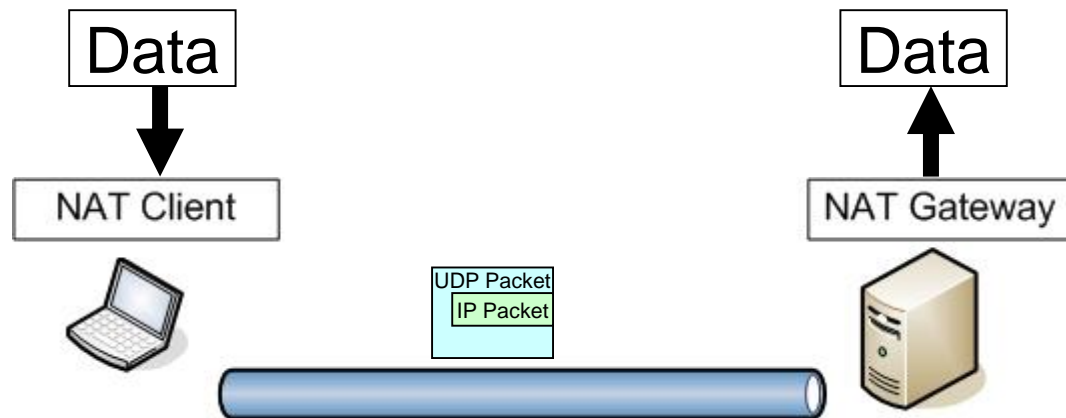 Data
Data
NAT Client
NAT Gateway
UDP Packet
IP Packet